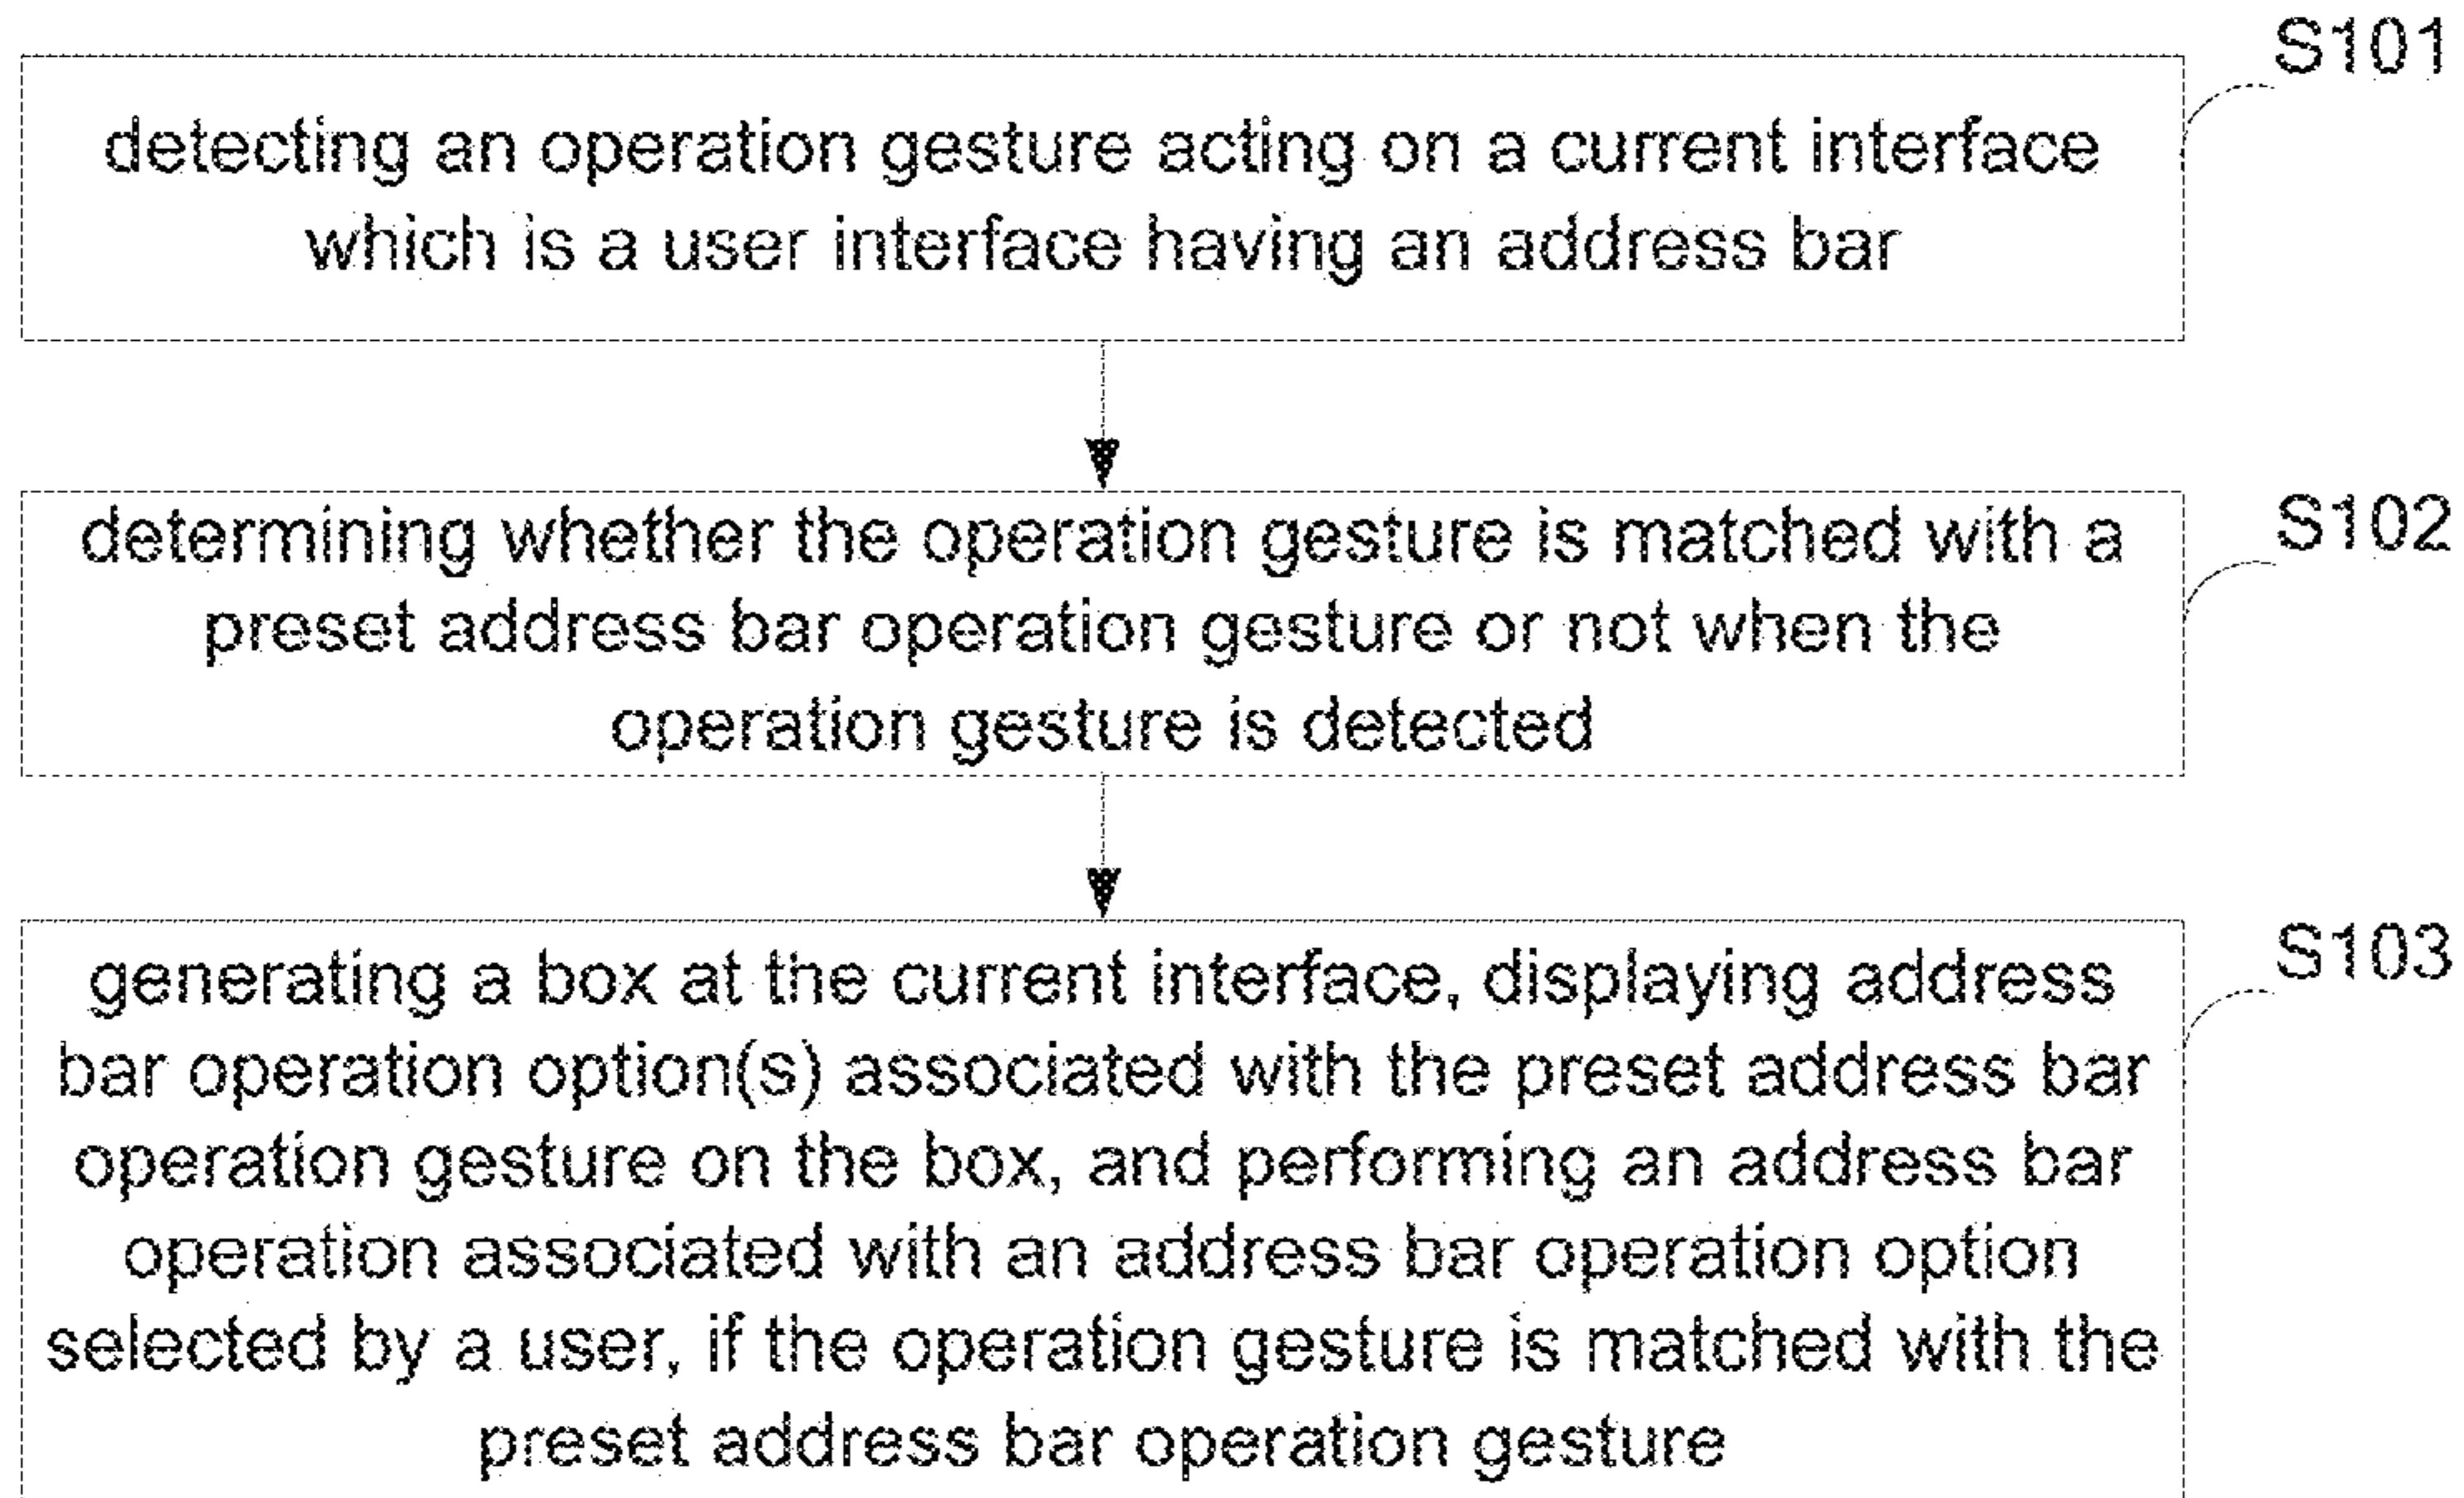 S101
detecting an operation gesture acting on a current interface
which is a user interface having an address bar
S102
determining whether the operation gesture is matched with a
preset address bar operation gesture or not when the
operation gesture is detected
S103
generating a box at the current interface, displaying address
bar operation option(s) associated with the preset address bar
operation gesture on the box, and performing an address bar
operation associated with an address bar operation option
selected by a user, if the operation gesture is matched with the
preset address bar operation gesture